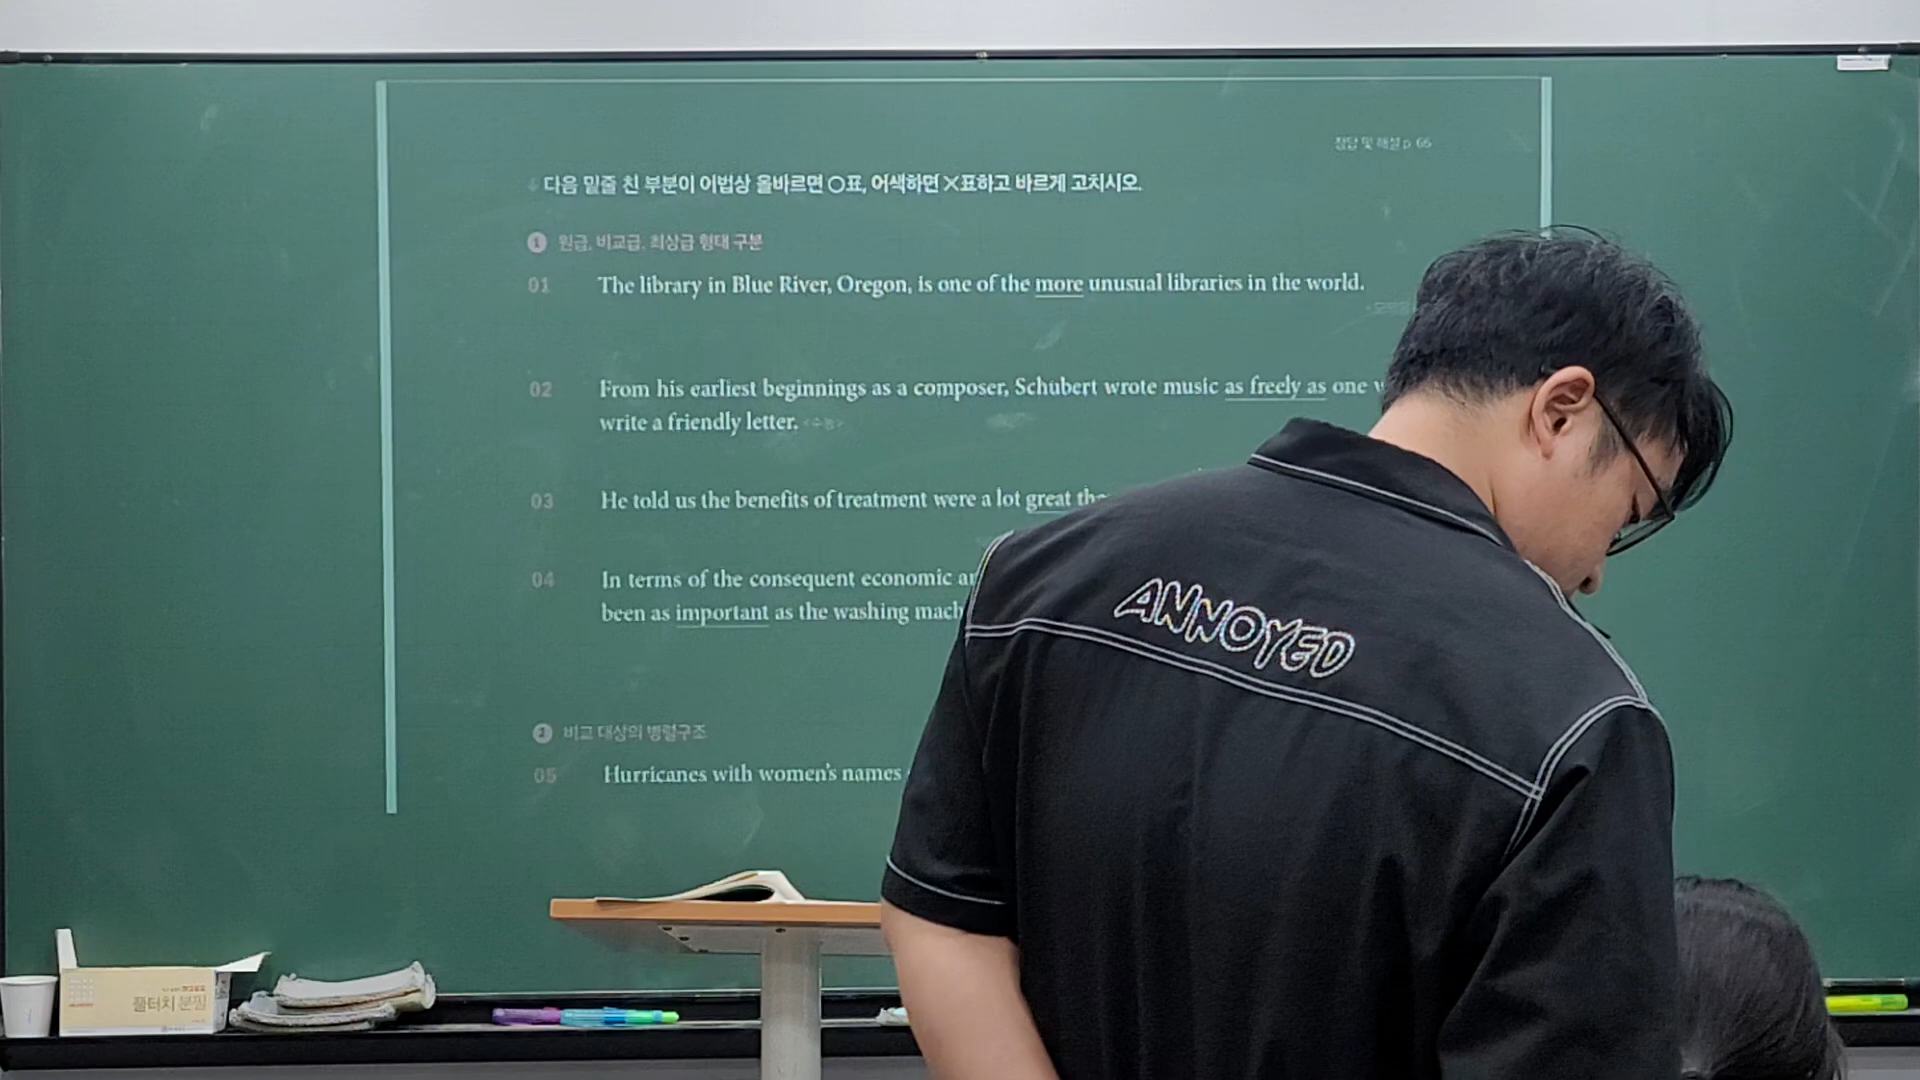 정답 및 해설 p. 66
다음 밑줄 친 부분이 어법상 올바르면 ○표, 어색하면 ×표하고 바르게 고치시오.
1 원급, 비교급, 최상급 형태 구분
01 The library in Blue River, Oregon, is one of the more unusual libraries in the world.
02 From his earliest beginnings as a composer, Schubert wrote music as freely as one
write a friendly letter. <수능>
03 He told us the benefits of treatment were a lot great
04 In terms of the consequent economic
been as important as the washing
2 비교 대상의 병렬구조
05 Hurricanes with women's names
ANNOYED
풀터치 분필